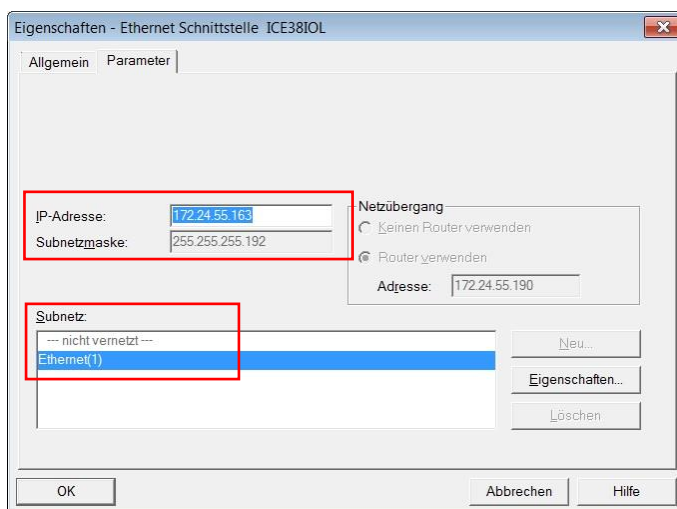 Eigenschaften - Ethernet Schnittstelle ICE38IOL
Allgemein
Parameter
IP-Adresse:
172.24.55.163
Subnetzmaske:
255.255.255.192
Netzübergang
Keinen Router verwenden
Router verwenden
Adresse:
172.24.55.190
Subnetz:
--- nicht vernetzt ---
Ethernet(1)
Neu...
Eigenschaften...
Löschen
OK
Abbrechen
Hilfe